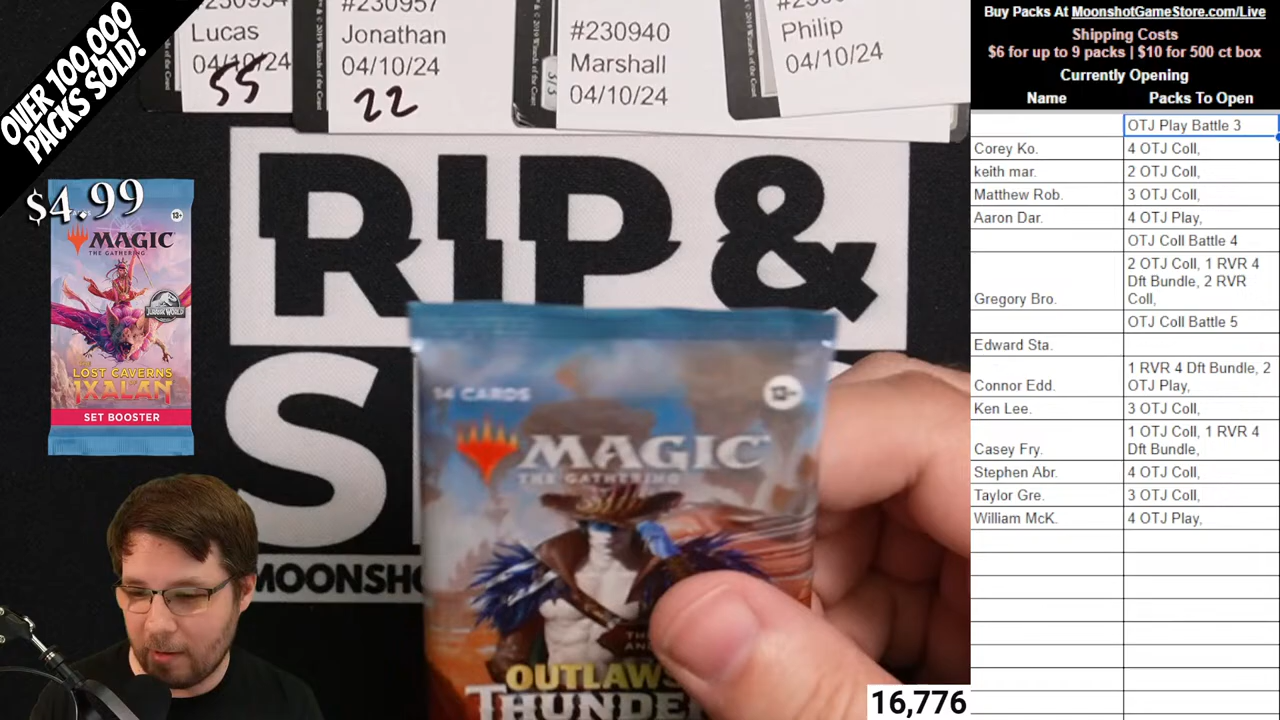 OVER 100,000
PACKS SOLD!
Lucas
04/10/24
55
#230957
Jonathan
04/10/24
22
#230940
Marshall
04/10/24
Philip
04/10/24
RIP &
MOONSHO
$4.99
13+
MAGIC
THE GATHERING
JURASSIC WORLD
LOST CAVERNS
IXALAN
SET BOOSTER
14 CARDS
13+
MAGIC
THE GATHERING
OUTLAWS
THUNDER
16,776
Buy Packs At MoonshotGameStore.com/Live
Shipping Costs
$6 for up to 9 packs | $10 for 500 ct box
Currently Opening
Name Packs To Open
OTJ Play Battle 3
Corey Ko. 4 OTJ Coll,
keith mar. 2 OTJ Coll,
Matthew Rob. 3 OTJ Coll,
Aaron Dar. 4 OTJ Play,
OTJ Coll Battle 4
Gregory Bro. 2 OTJ Coll, 1 RVR 4
Dft Bundle, 2 RVR
Coll,
OTJ Coll Battle 5
Edward Sta.
Connor Edd. 1 RVR 4 Dft Bundle, 2
OTJ Play,
Ken Lee. 3 OTJ Coll,
Casey Fry. 1 OTJ Coll, 1 RVR 4
Dft Bundle,
Stephen Abr. 4 OTJ Coll,
Taylor Gre. 3 OTJ Coll,
William McK. 4 OTJ Play,